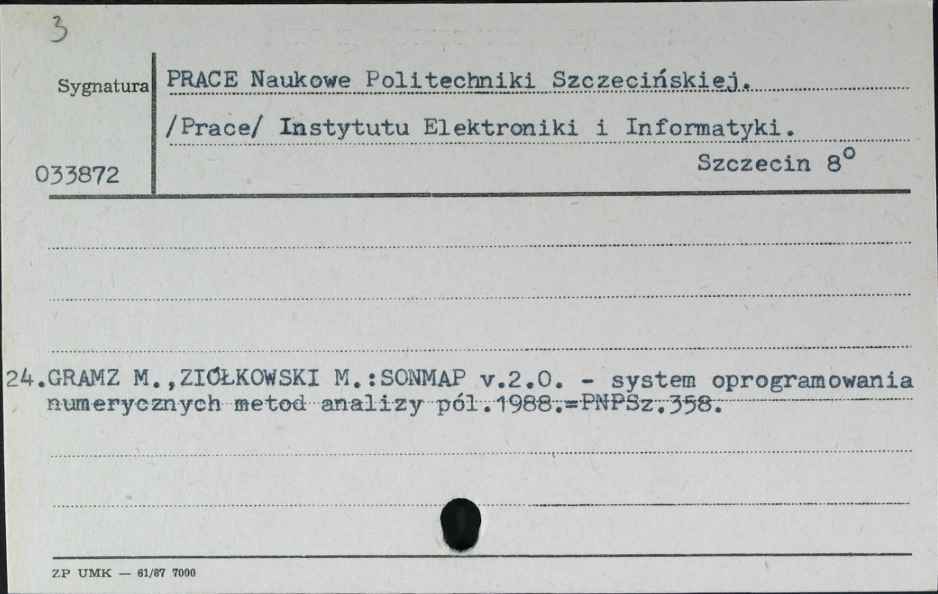 3
Sygnatura
PRACE Naukowe Politechniki Szczecińskiej.
/Prace/ Instytutu Elektroniki i Informatyki.
Szczecin 8°
033872
24.GRAMZ M.,ZIÓŁKOWSKI M.:SONMAP v.2.0. - system oprogramowania
numerycznych metod analizy pól.1988.=PNPSz.358.
ZP UMK — 61/87 7000